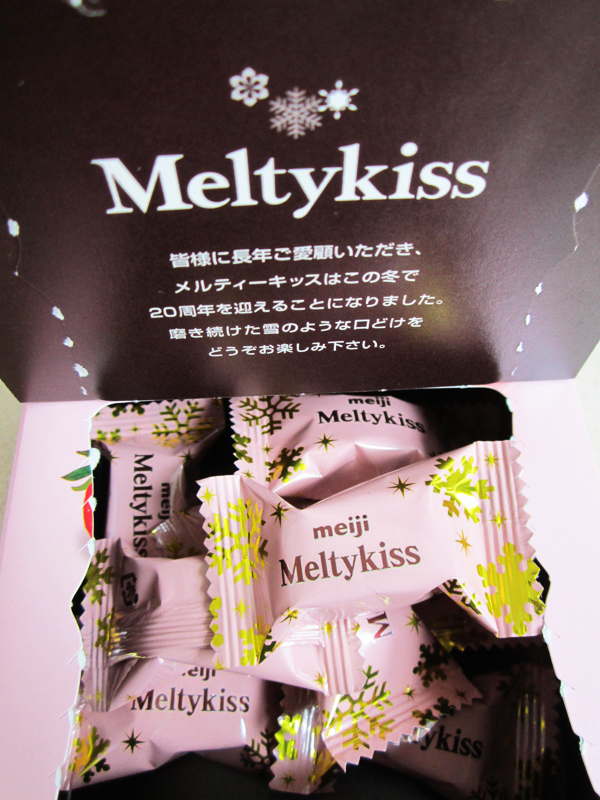 Meltykiss
皆様に長年ご愛顧いただき、
メルティーキッスはこの冬で
20周年を迎えることになりました。
磨き続けた雪のような口どけを
どうぞお楽しみ下さい。
meiji
Meltykiss
meiji
Meltykiss
meiji
Meltykiss
meiji
Meltykiss
M
Meltykiss